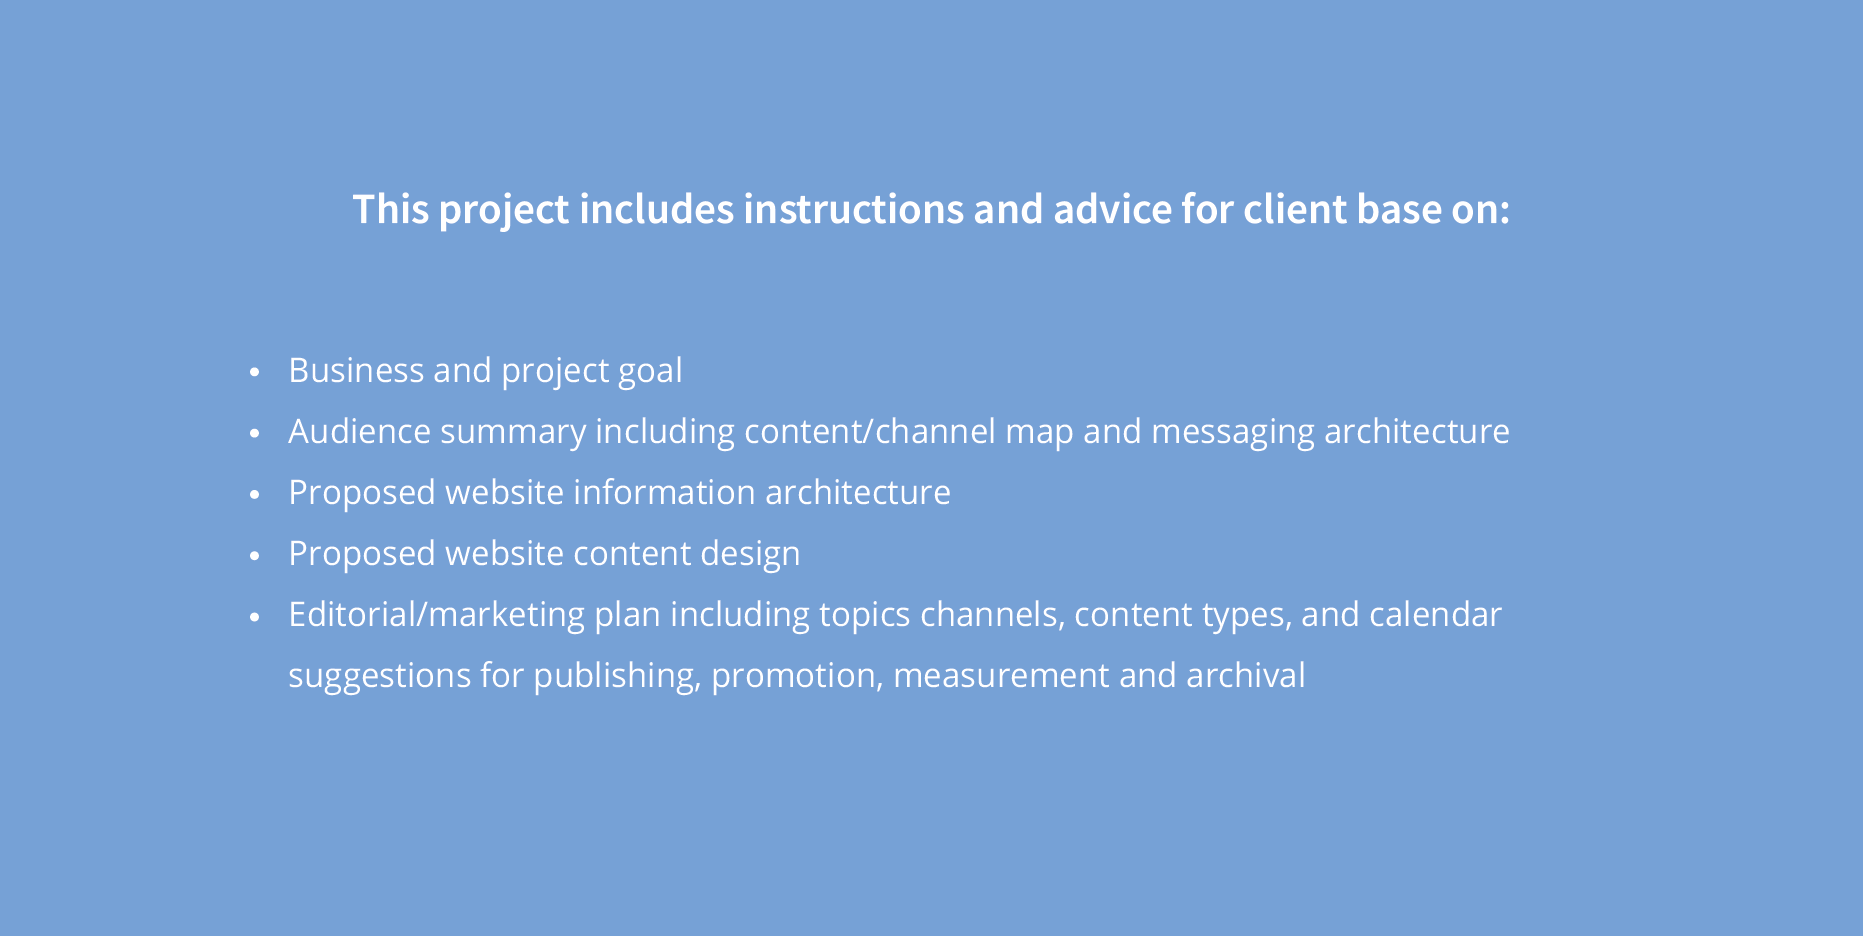 This project includes instructions and advice for client base on:
• Business and project goal
• Audience summary including content/channel map and messaging architecture
• Proposed website information architecture
• Proposed website content design
• Editorial/marketing plan including topics channels, content types, and calendar
suggestions for publishing, promotion, measurement and archival